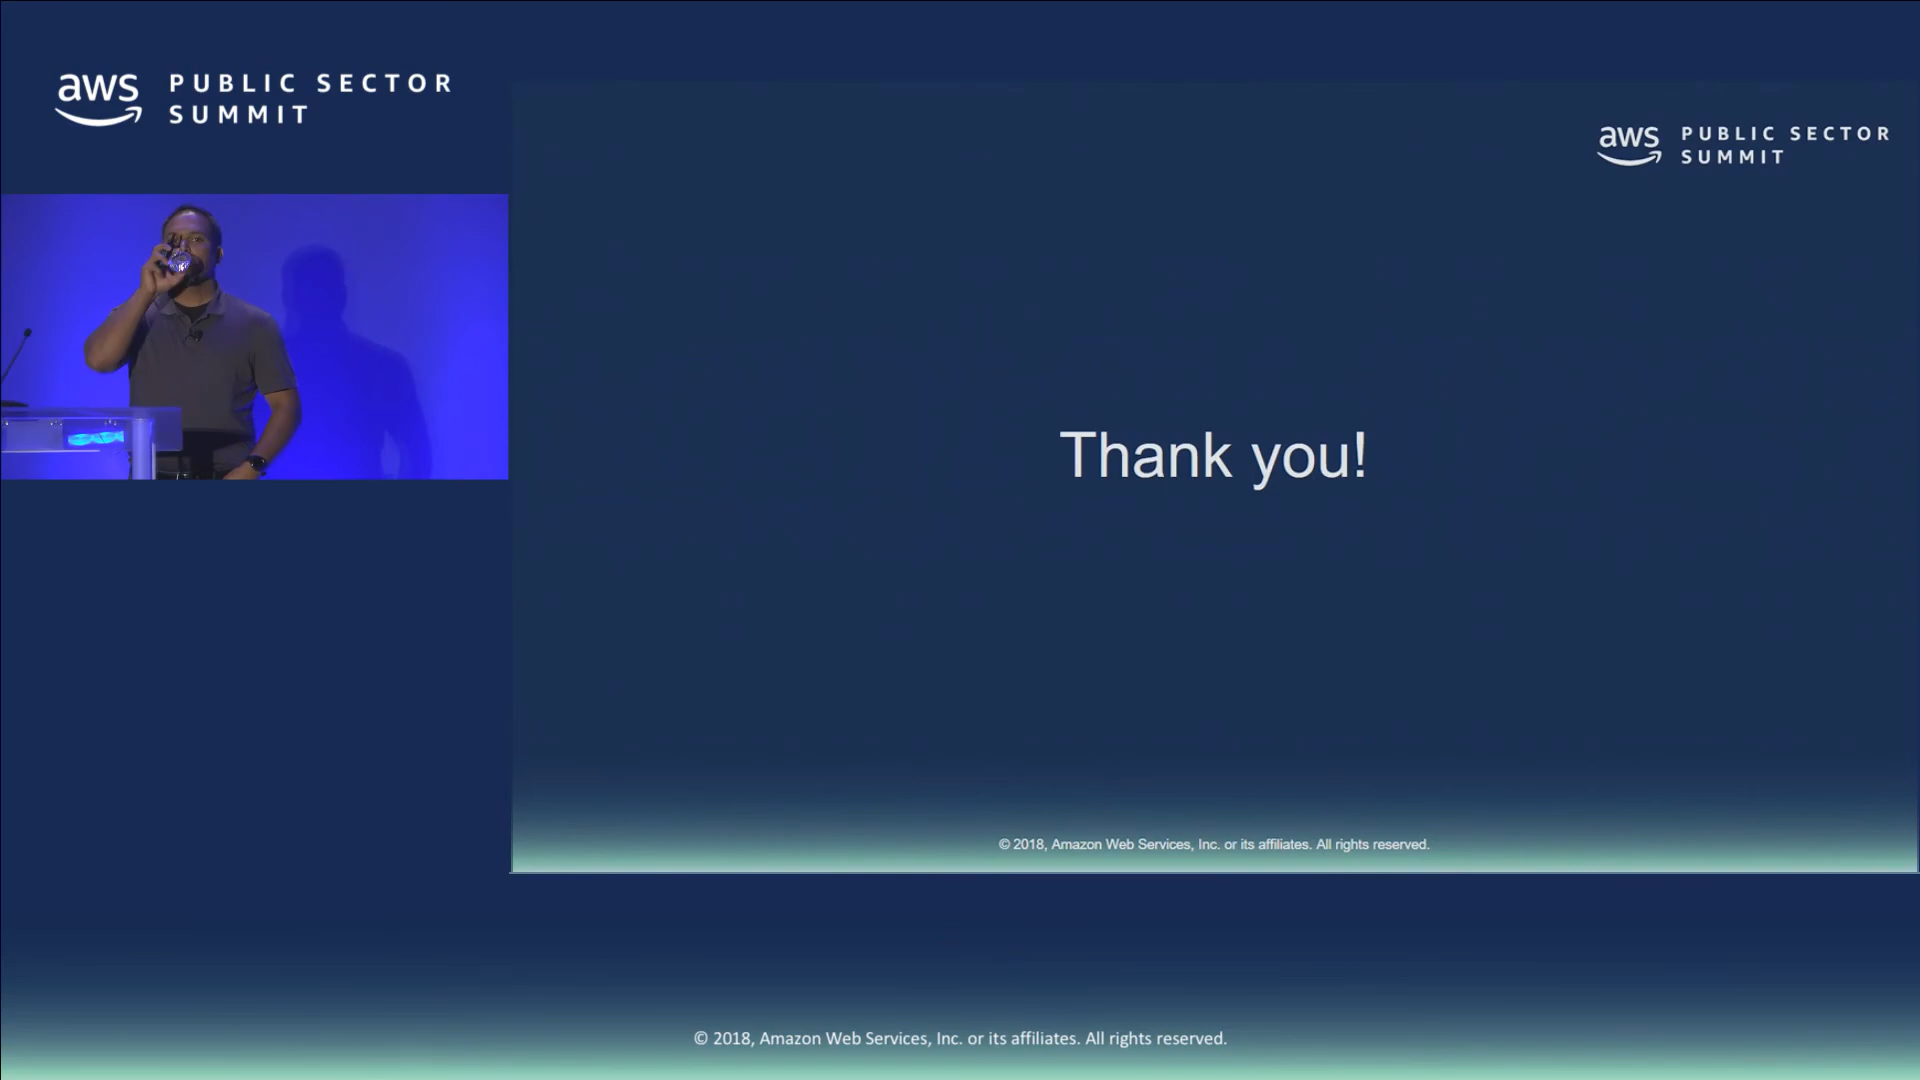 aws PUBLIC SECTOR
SUMMIT
aws PUBLIC SECTOR
SUMMIT
Thank you!
© 2018, Amazon Web Services, Inc. or its affiliates. All rights reserved.
© 2018, Amazon Web Services, Inc. or its affiliates. All rights reserved.